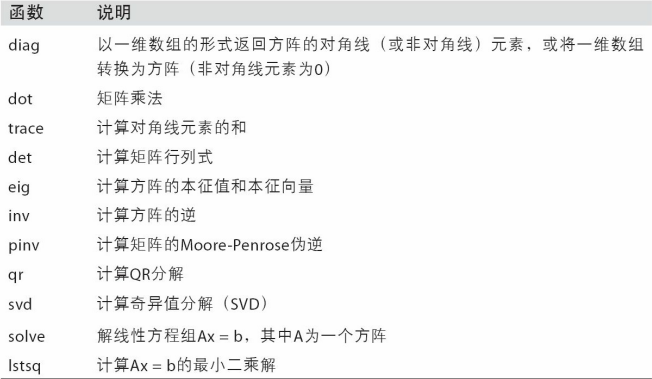 函数 说明
diag 以一维数组的形式返回方阵的对角线（或非对角线）元素，或将一维数组
转换为方阵（非对角线元素为0）
dot 矩阵乘法
trace 计算对角线元素的和
det 计算矩阵行列式
eig 计算方阵的本征值和本征向量
inv 计算方阵的逆
pinv 计算矩阵的Moore-Penrose伪逆
qr 计算QR分解
svd 计算奇异值分解（SVD）
solve 解线性方程组Ax = b，其中A为一个方阵
lstsq 计算Ax = b的最小二乘解